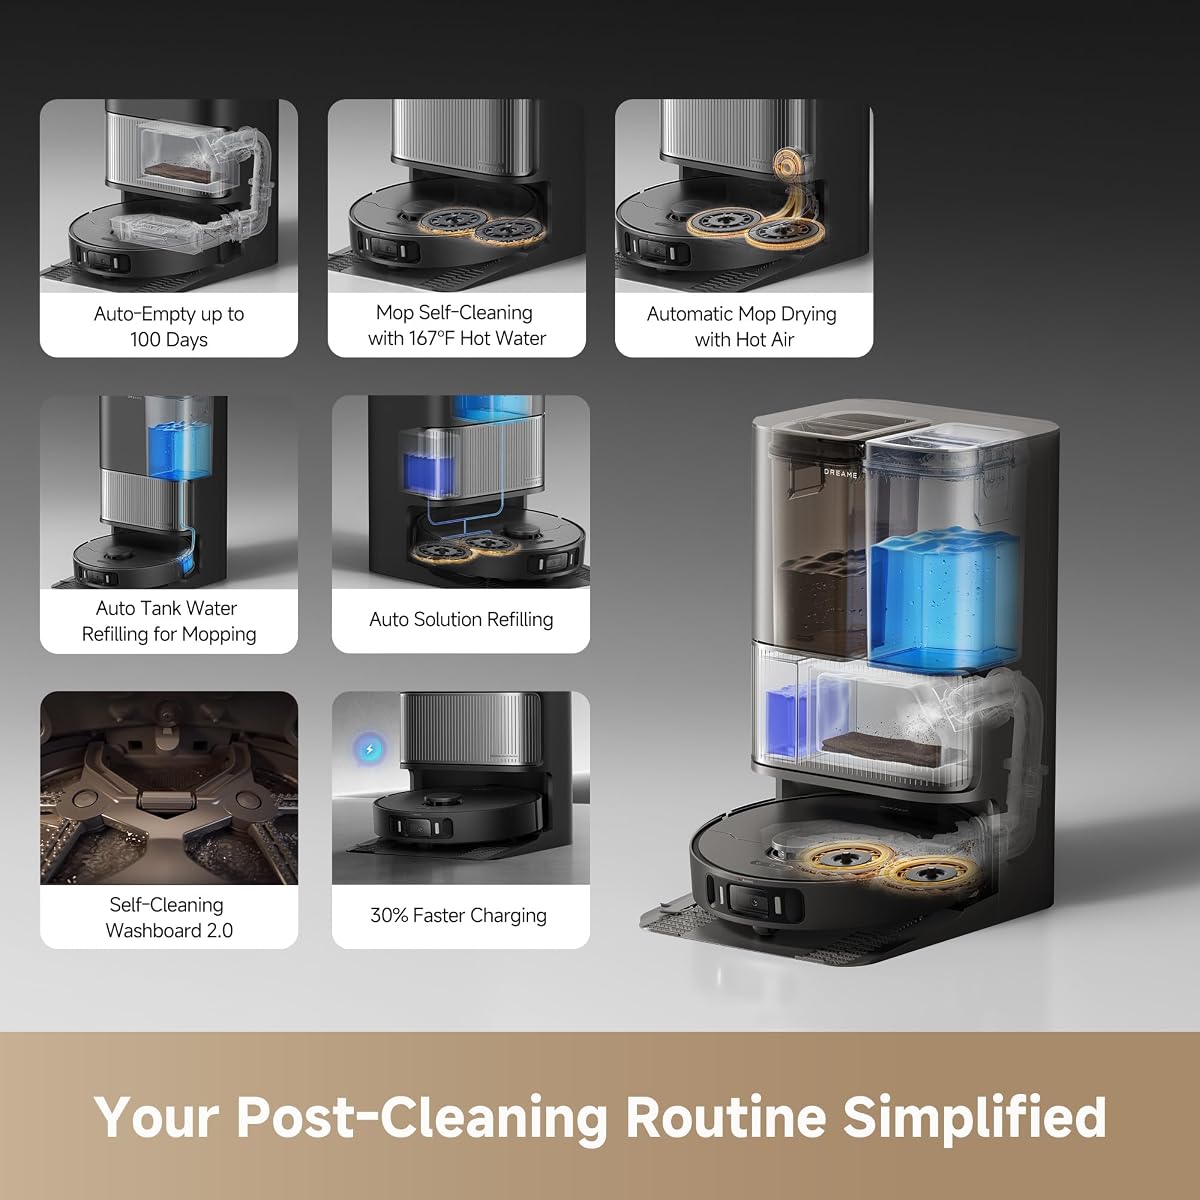 Auto-Empty up to
100 Days
Mop Self-Cleaning
with 167°F Hot Water
Automatic Mop Drying
with Hot Air
Auto Tank Water
Refilling for Mopping
Auto Solution Refilling
DREAME
Self-Cleaning
Washboard 2.0
30% Faster Charging
Your Post-Cleaning Routine Simplified